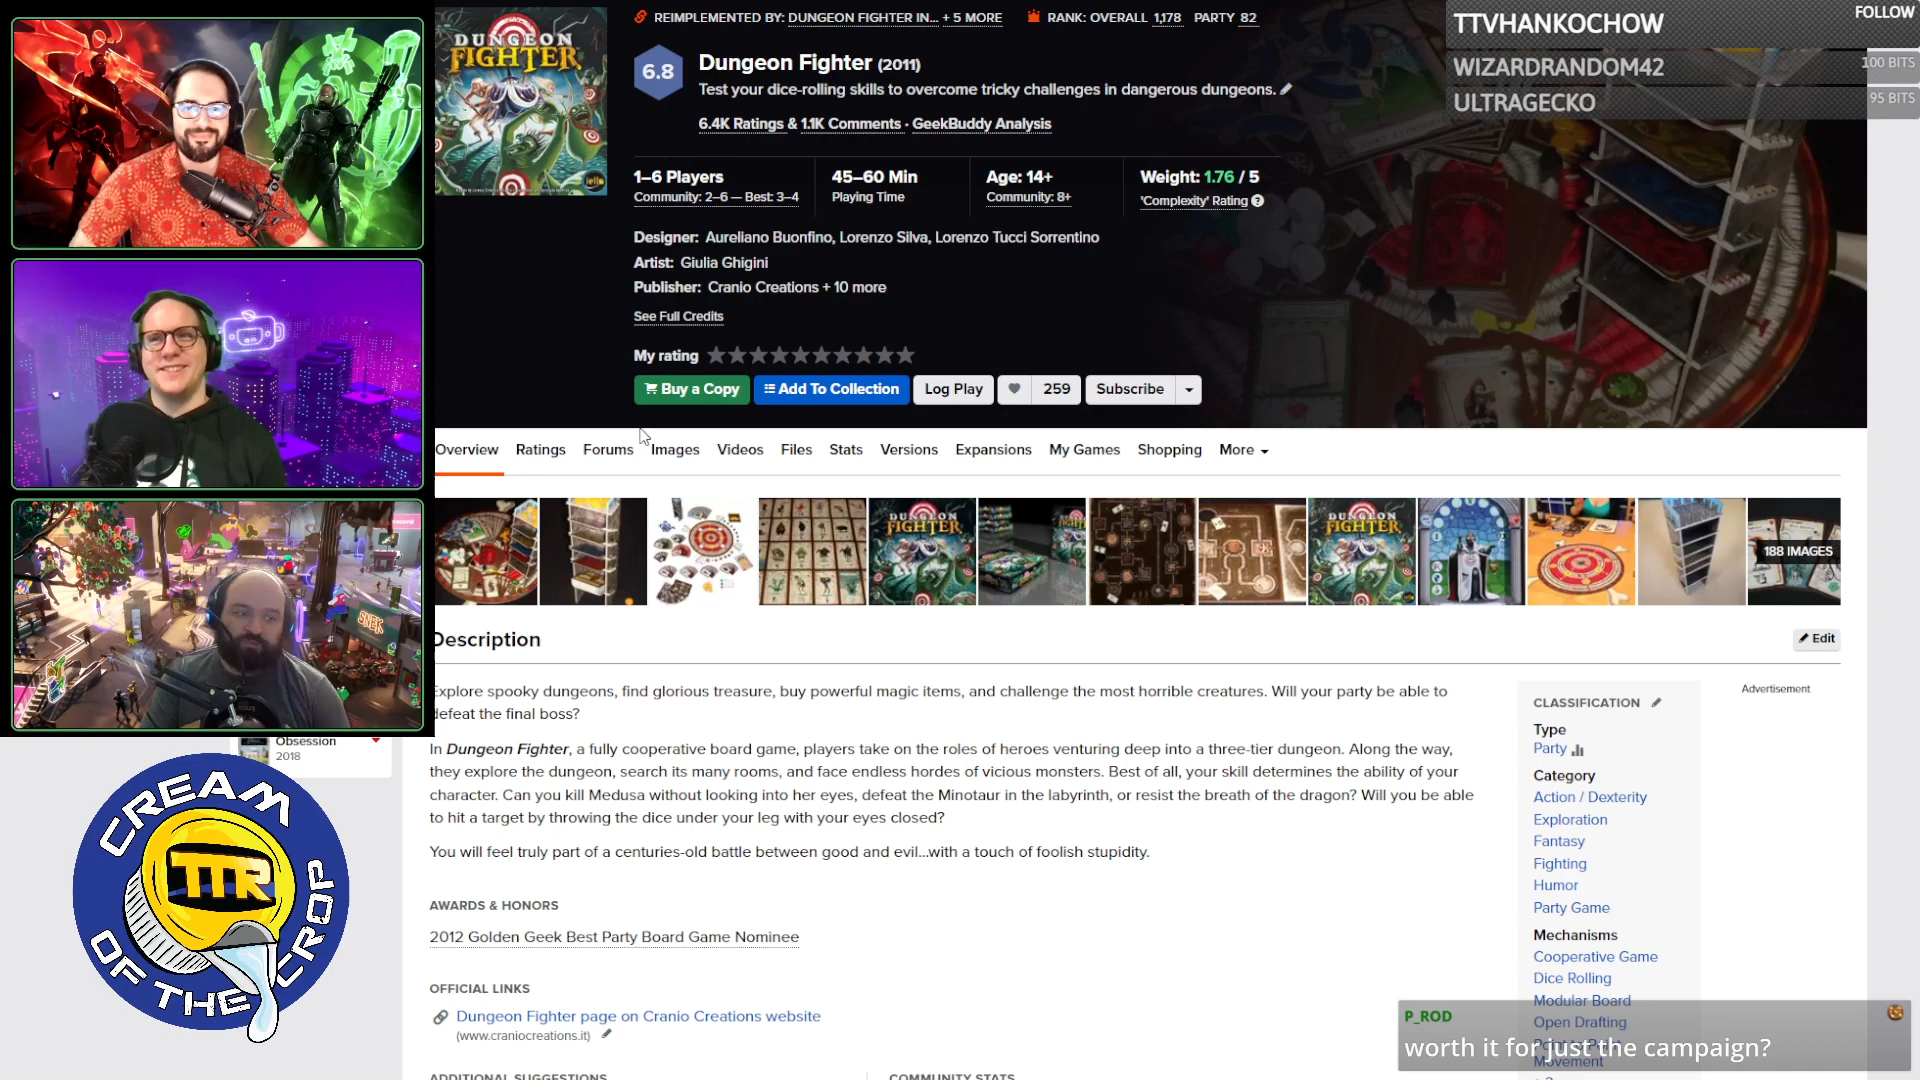 REIMPLEMENTED BY: DUNGEON FIGHTER IN... + 5 MORE
RANK: OVERALL 1,178 PARTY 82
TTVHANKOCHOW FOLLOW
WIZARDRANDOM42 100 BITS
ULTRAGECKO 95 BITS
DUNGEON
FIGHTER
6.8
Dungeon Fighter (2011)
Test your dice-rolling skills to overcome tricky challenges in dangerous dungeons.
6.4K Ratings & 1.1K Comments · GeekBuddy Analysis
1–6 Players
Community: 2–6 — Best: 3–4
45–60 Min
Playing Time
Age: 14+
Community: 8+
Weight: 1.76 / 5
'Complexity' Rating ?
Designer: Aureliano Buonfino, Lorenzo Silva, Lorenzo Tucci Sorrentino
Artist: Giulia Ghigini
Publisher: Cranio Creations + 10 more
See Full Credits
My rating
Buy a Copy
Add To Collection
Log Play
259
Subscribe
Overview Ratings Forums Images Videos Files Stats Versions Expansions My Games Shopping More
DUNGEON
FIGHTER
DUNGEON
FIGHTER
188 IMAGES
SNEK
Description
Edit
Explore spooky dungeons, find glorious treasure, buy powerful magic items, and challenge the most horrible creatures. Will your party be able to
defeat the final boss?
In Dungeon Fighter, a fully cooperative board game, players take on the roles of heroes venturing deep into a three-tier dungeon. Along the way,
they explore the dungeon, search its many rooms, and face endless hordes of vicious monsters. Best of all, your skill determines the ability of your
character. Can you kill Medusa without looking into her eyes, defeat the Minotaur in the labyrinth, or resist the breath of the dragon? Will you be able
to hit a target by throwing the dice under your leg with your eyes closed?
You will feel truly part of a centuries-old battle between good and evil...with a touch of foolish stupidity.
AWARDS & HONORS
2012 Golden Geek Best Party Board Game Nominee
OFFICIAL LINKS
Dungeon Fighter page on Cranio Creations website
(www.craniocreations.it)
ADDITIONAL SUGGESTIONS
COMMUNITY STATS
Advertisement
CLASSIFICATION
Type
Party
Category
Action / Dexterity
Exploration
Fantasy
Fighting
Humor
Party Game
Mechanisms
Cooperative Game
Dice Rolling
Modular Board
Open Drafting
Movement
P_ROD
worth it for just the campaign?
Obsession
2018
CREAM
TTR
OF THE CROP